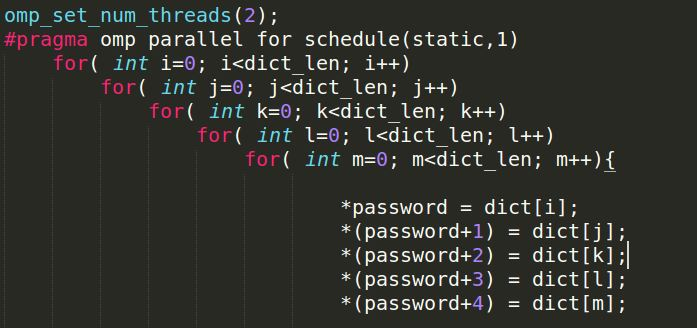 omp_set_num_threads(2);
#pragma omp parallel for schedule(static,1)
for( int i=0; i<dict_len; i++)
for( int j=0; j<dict_len; j++)
for( int k=0; k<dict_len; k++)
for( int l=0; l<dict_len; l++)
for( int m=0; m<dict_len; m++){
*password = dict[i];
*(password+1) = dict[j];
*(password+2) = dict[k];
*(password+3) = dict[l];
*(password+4) = dict[m];